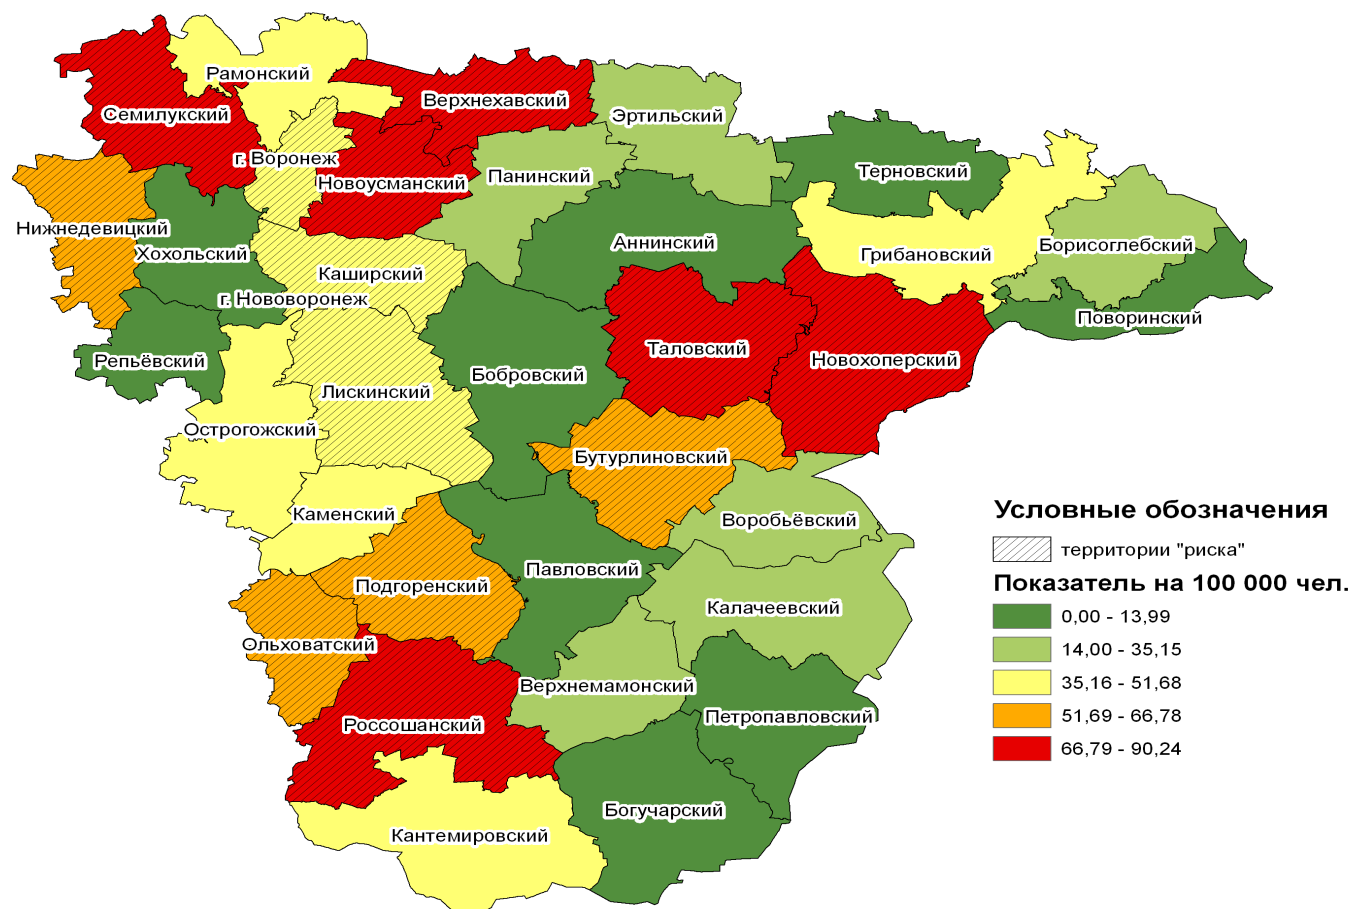 Рамонский
Верхнехавский
Семилукский
Эртильский
г. Воронеж
Терновский
Панинский
Новоусманский
Нижнедевицкий
Аннинский
Борисоглебский
Хохольский
Грибановский
Каширский
г. Нововоронеж
Поворинский
Таловский
Репьёвский
Новохоперский
Бобровский
Лискинский
Острогожский
Бутурлиновский
Каменский
Воробьёвский
Павловский
Подгоренский
Калачеевский
Ольховатский
Верхнемамонский
Петропавловский
Россошанский
Богучарский
Кантемировский
Условные обозначения
территории "риска"
Показатель на 100 000 чел.
0,00 - 13,99
14,00 - 35,15
35,16 - 51,68
51,69 - 66,78
66,79 - 90,24